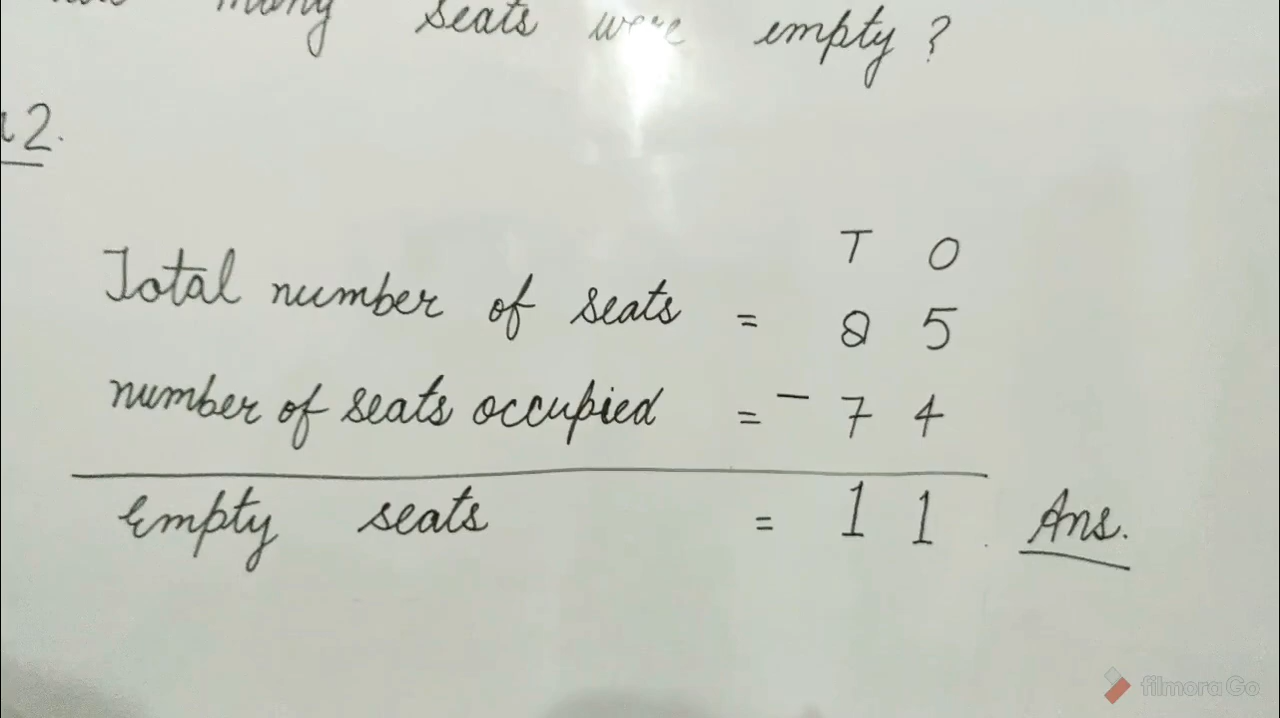 many seats were empty?
2.
T O
Total number of seats = 8 5
number of seats occupied = - 7 4
Empty seats = 1 1 Ans.
filmoraGo